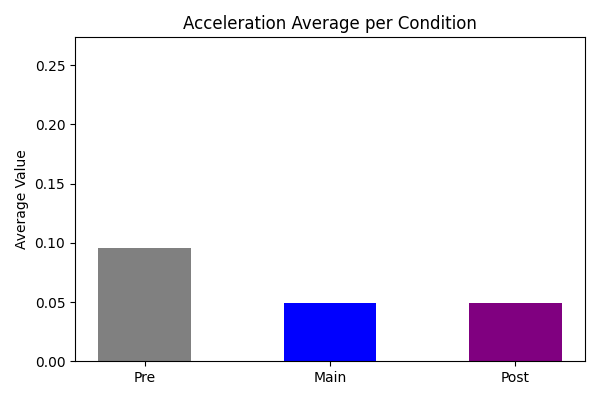 Acceleration Average per Condition
Average Value
0.25
0.20
0.15
0.10
0.05
0.00
Pre
Main
Post